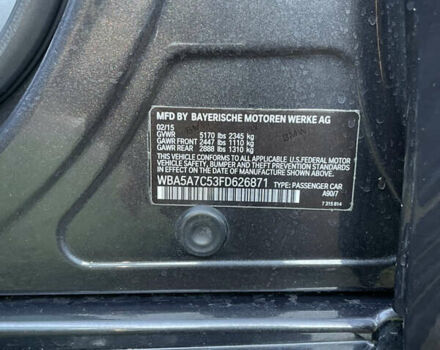 MFD BY BAYERISCHE MOTOREN WERKE AG
02/15
GVWR 5170 lbs 2345 kg
GAWR FRONT 2447 lbs 1110 kg
GAWR REAR 2888 lbs 1310 kg
THIS VEHICLE CONFORMS TO ALL APPLICABLE U.S.FEDERAL MOTOR
VEHICLE SAFETY, BUMPER, AND THEFT PREVENTION STANDARDS
IN EFFECT ON THE DATE OF MANUFACTURE SHOWN ABOVE.
WBA5A7C53FD626871 TYPE: PASSENGER CAR
A90/7
7 315 814
BMW